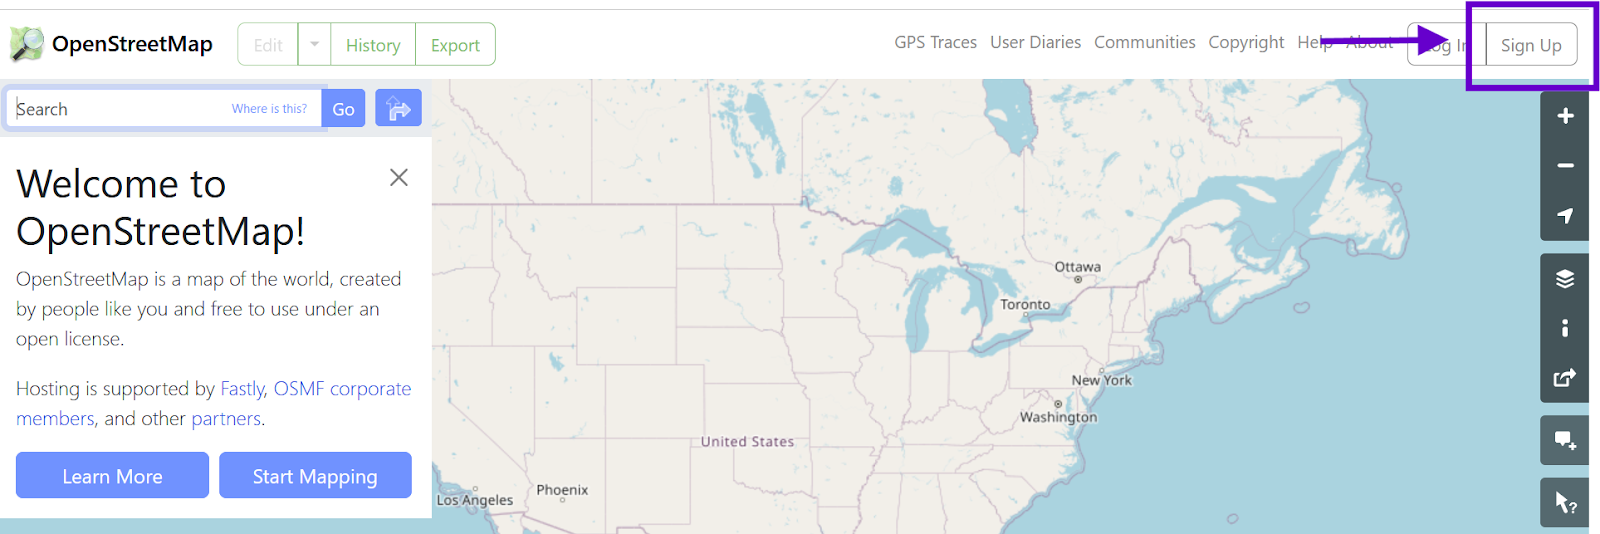 OpenStreetMap Edit History Export GPS Traces User Diaries Communities Copyright Help About Log In Sign Up
Search Where is this? Go
Welcome to
OpenStreetMap!
OpenStreetMap is a map of the world, created
by people like you and free to use under an
open license.
Hosting is supported by Fastly, OSMF corporate
members, and other partners.
Learn More Start Mapping
Ottawa
Toronto
New York
Washington
United States
Phoenix
Los Angeles